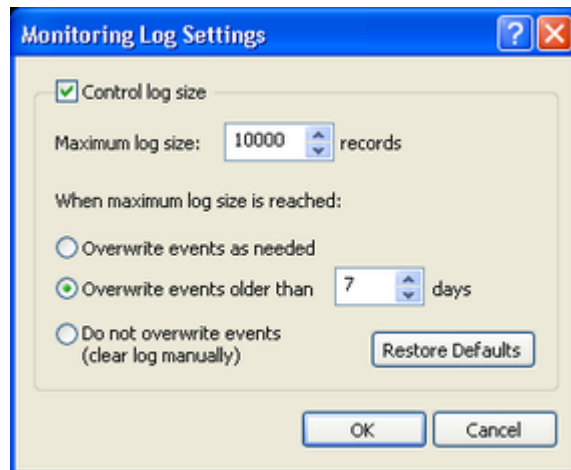 Monitoring Log Settings
Control log size
Maximum log size: 10000 records
When maximum log size is reached:
Overwrite events as needed
Overwrite events older than 7 days
Do not overwrite events
(clear log manually)
Restore Defaults
OK Cancel